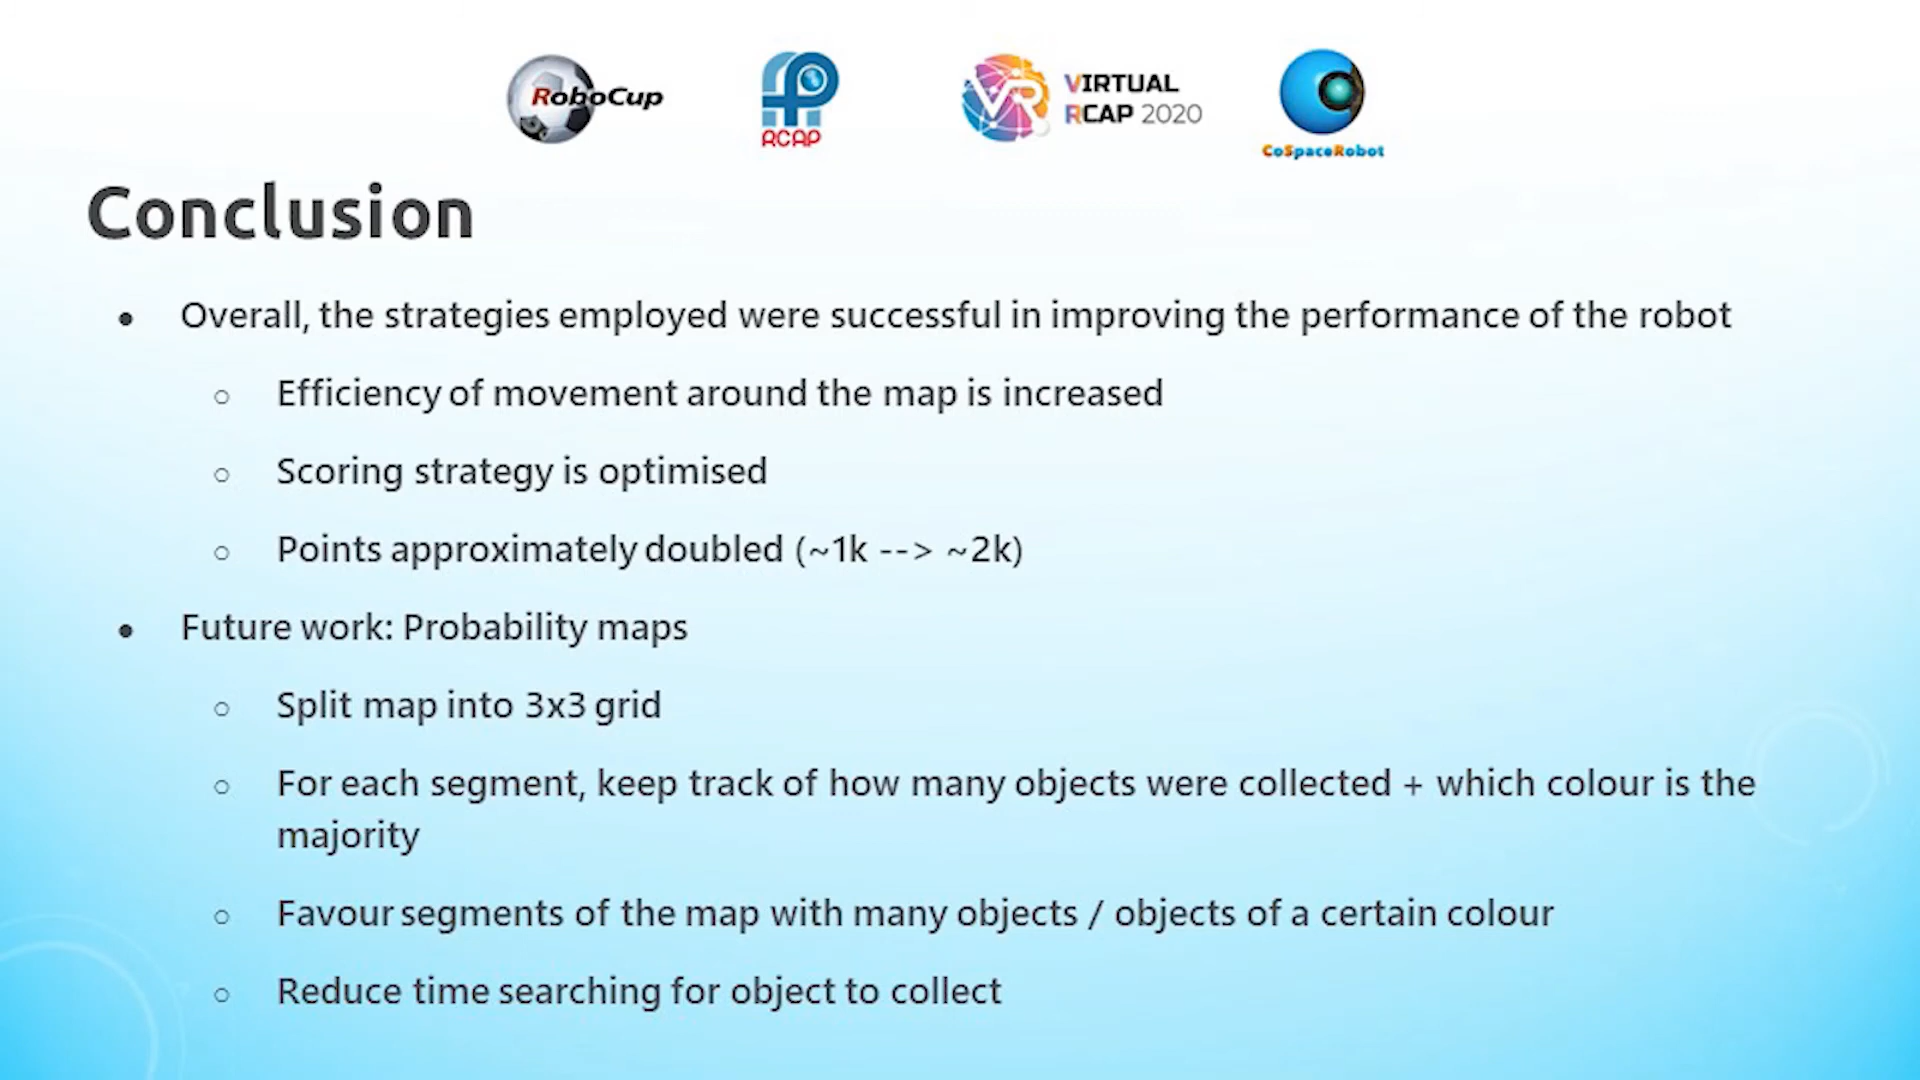 RoboCup
RCAP
VR
VIRTUAL
RCAP 2020
CoSpaceRobot
Conclusion
• Overall, the strategies employed were successful in improving the performance of the robot
○ Efficiency of movement around the map is increased
○ Scoring strategy is optimised
○ Points approximately doubled (~1k --> ~2k)
• Future work: Probability maps
○ Split map into 3x3 grid
○ For each segment, keep track of how many objects were collected + which colour is the
majority
○ Favour segments of the map with many objects / objects of a certain colour
○ Reduce time searching for object to collect